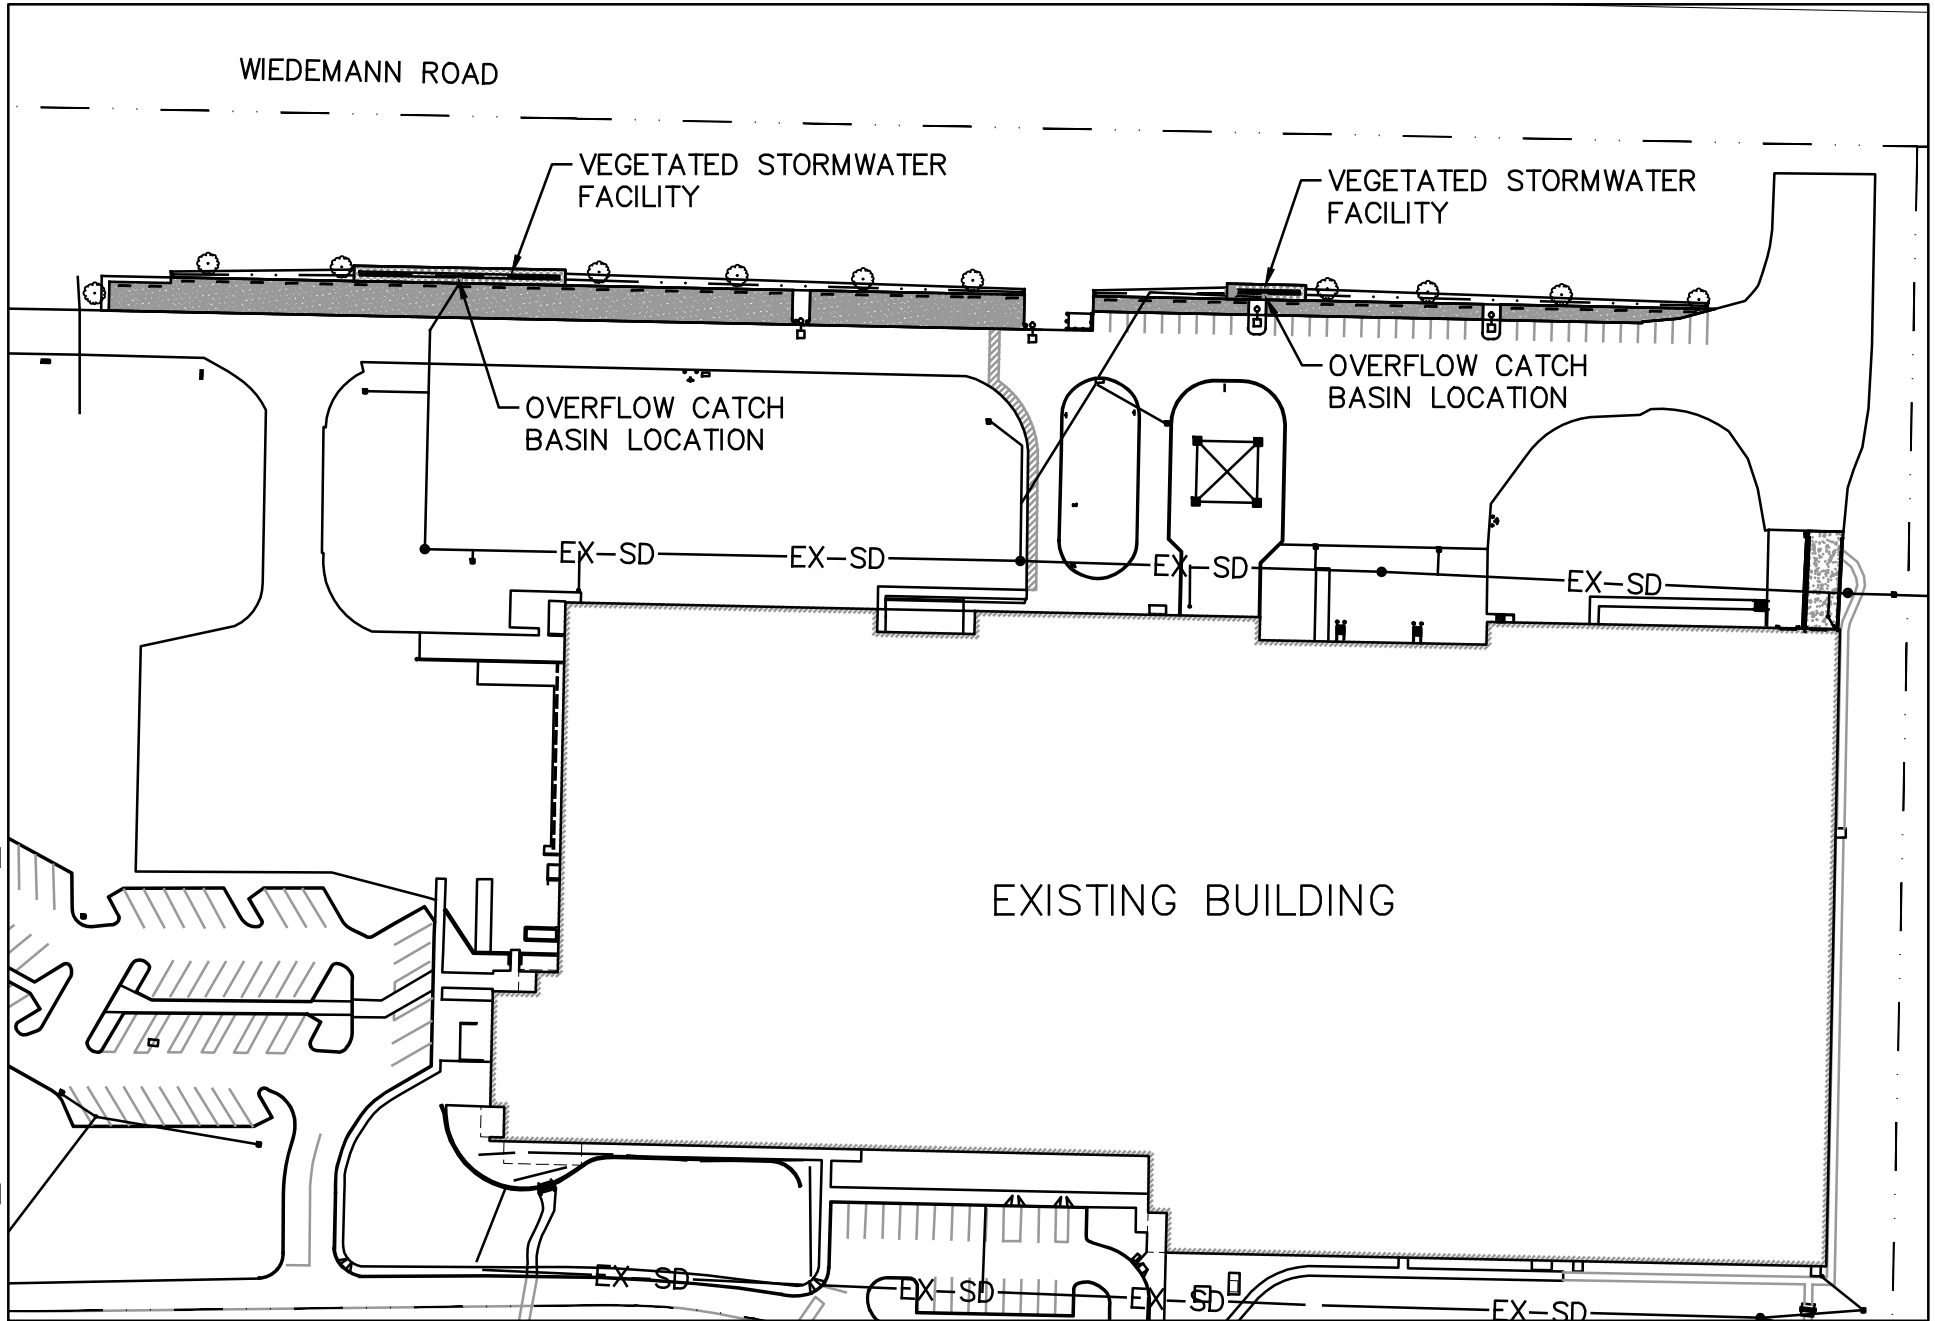 WIEDEMANN ROAD
VEGETATED STORMWATER
FACILITY
VEGETATED STORMWATER
FACILITY
OVERFLOW CATCH
BASIN LOCATION
OVERFLOW CATCH
BASIN LOCATION
EX-SD
EX-SD
EX-SD
EX-SD
EXISTING BUILDING
EX-SD
EX-SD
EX-SD
EX-SD